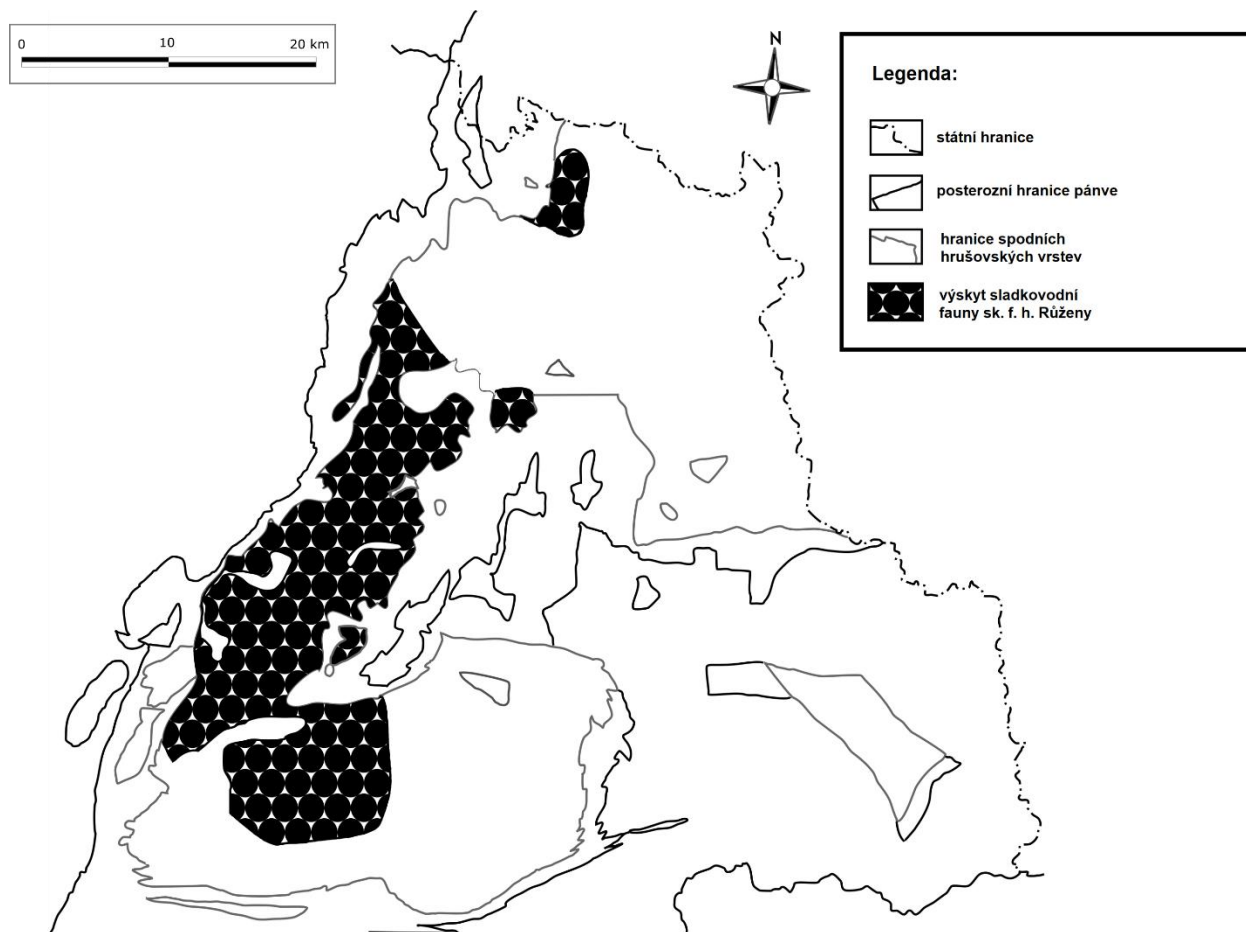 0 10 20 km
N
Legenda:
státní hranice
posterozní hranice pánve
hranice spodních
hrušovských vrstev
výskyt sladkovodní
fauny sk. f. h. Růženy